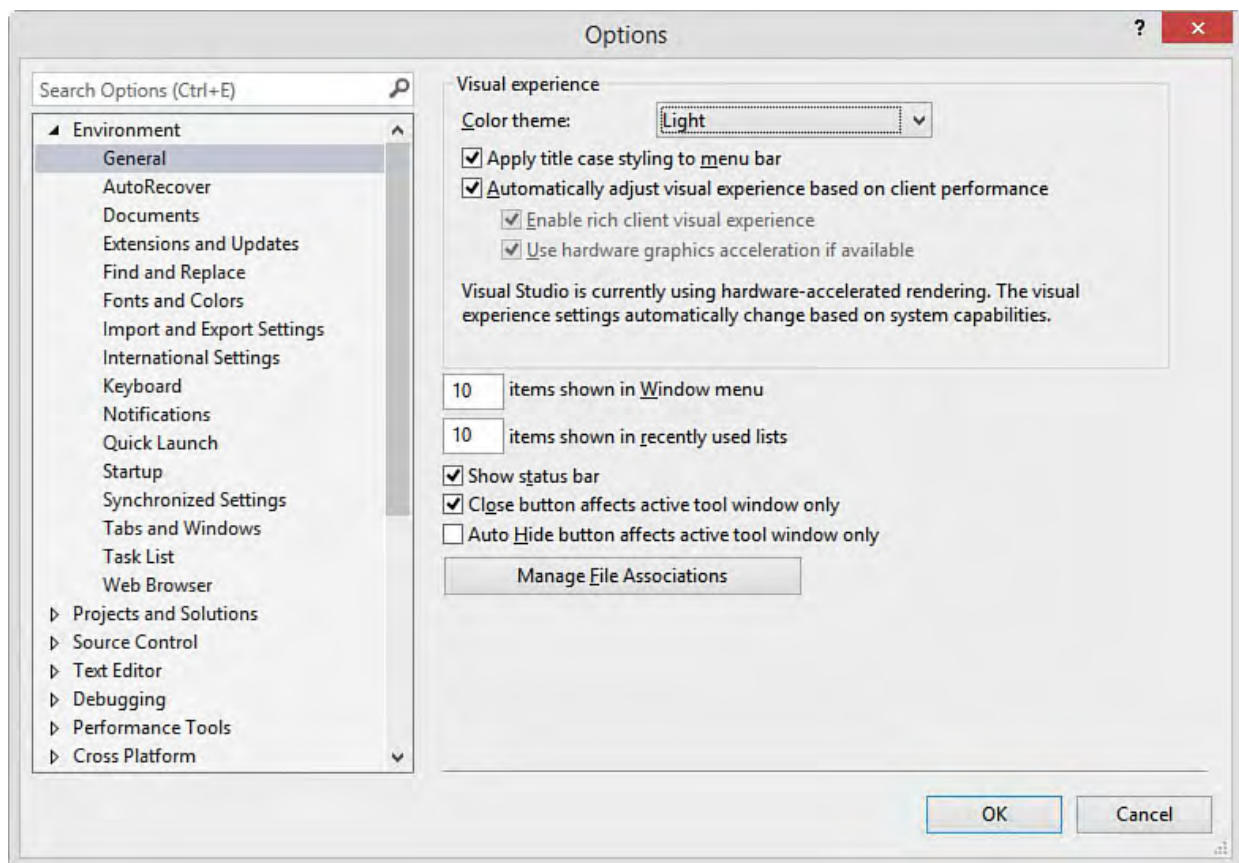 Options
?
Search Options (Ctrl+E)
Environment
General
AutoRecover
Documents
Extensions and Updates
Find and Replace
Fonts and Colors
Import and Export Settings
International Settings
Keyboard
Notifications
Quick Launch
Startup
Synchronized Settings
Tabs and Windows
Task List
Web Browser
Projects and Solutions
Source Control
Text Editor
Debugging
Performance Tools
Cross Platform
Visual experience
Color theme: Light
Apply title case styling to menu bar
Automatically adjust visual experience based on client performance
Enable rich client visual experience
Use hardware graphics acceleration if available
Visual Studio is currently using hardware-accelerated rendering. The visual
experience settings automatically change based on system capabilities.
10 items shown in Window menu
10 items shown in recently used lists
Show status bar
Close button affects active tool window only
Auto Hide button affects active tool window only
Manage File Associations
OK Cancel